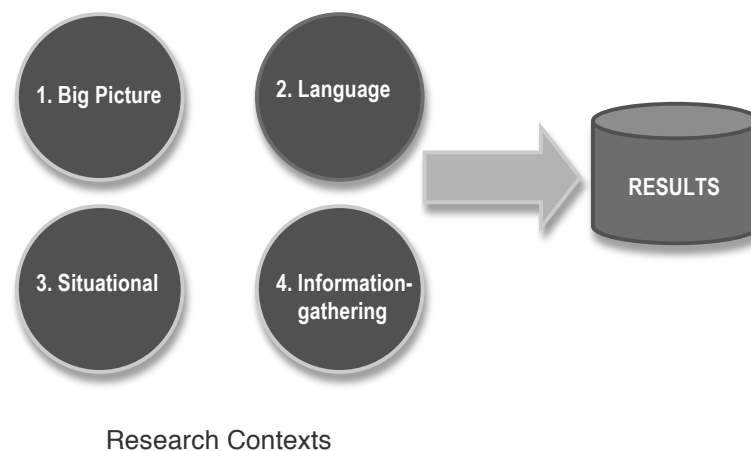 1. Big Picture
2. Language
3. Situational
4. Information-
gathering
RESULTS
Research Contexts